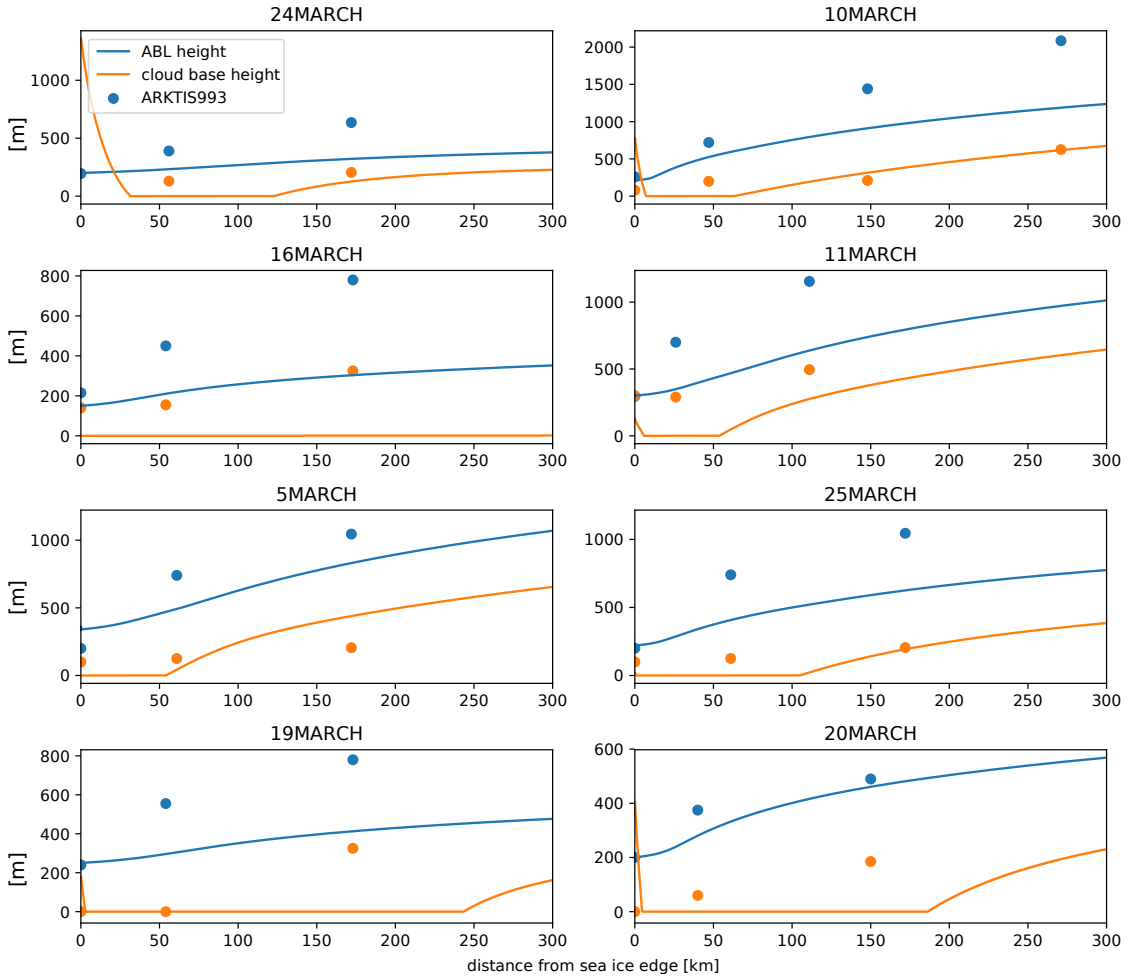 24MARCH
[m]
1000
500
0
0 50 100 150 200 250 300
ABL height
cloud base height
ARKTIS993
10MARCH
2000
1500
1000
500
0
0 50 100 150 200 250 300
16MARCH
[m]
800
600
400
200
0
0 50 100 150 200 250 300
11MARCH
1000
500
0
0 50 100 150 200 250 300
5MARCH
[m]
1000
500
0
0 50 100 150 200 250 300
25MARCH
1000
500
0
0 50 100 150 200 250 300
19MARCH
[m]
800
600
400
200
0
0 50 100 150 200 250 300
20MARCH
600
400
200
0
0 50 100 150 200 250 300
distance from sea ice edge [km]